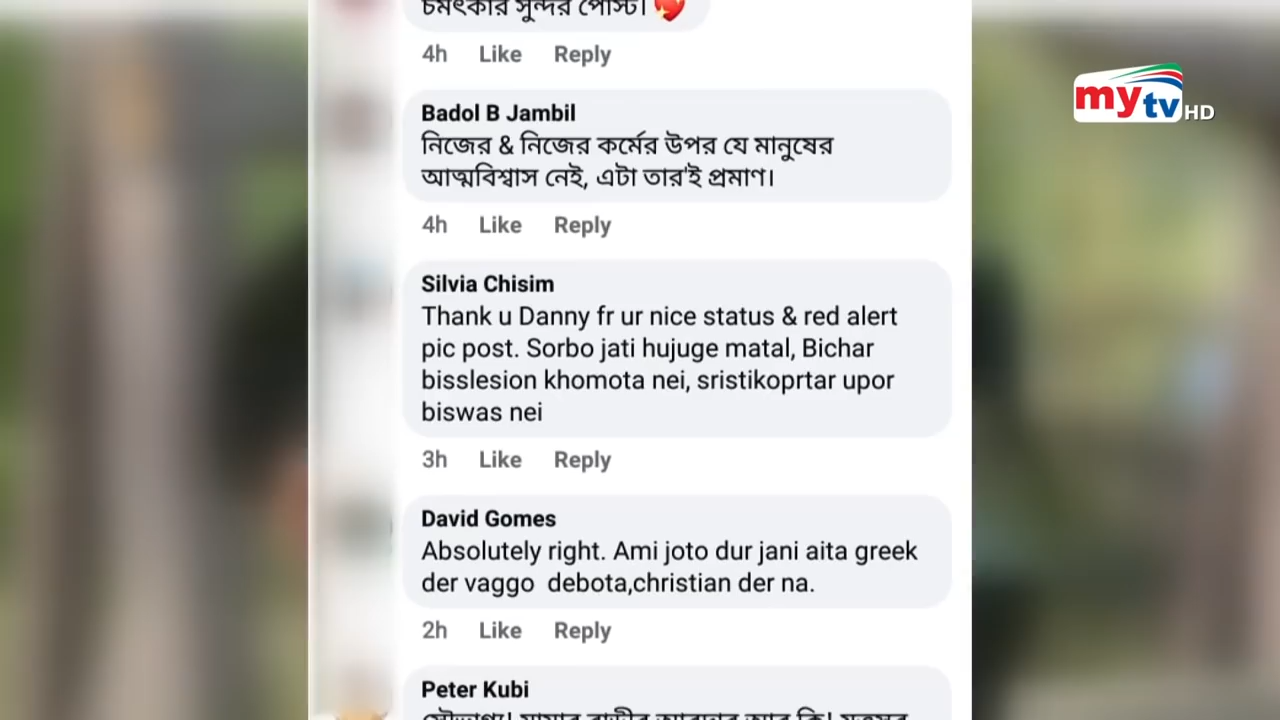 চমৎকার সুন্দর পোস্ট।
4h Like Reply
my tv HD
Badol B Jambil
নিজের & নিজের কর্মের উপর যে মানুষের
আত্মবিশ্বাস নেই, এটা তার'ই প্রমাণ।
4h Like Reply
Silvia Chisim
Thank u Danny fr ur nice status & red alert
pic post. Sorbo jati hujuge matal, Bichar
bisslesion khomota nei, sristikoprtar upor
biswas nei
3h Like Reply
David Gomes
Absolutely right. Ami joto dur jani aita greek
der vaggo  debota,christian der na.
2h Like Reply
Peter Kubi